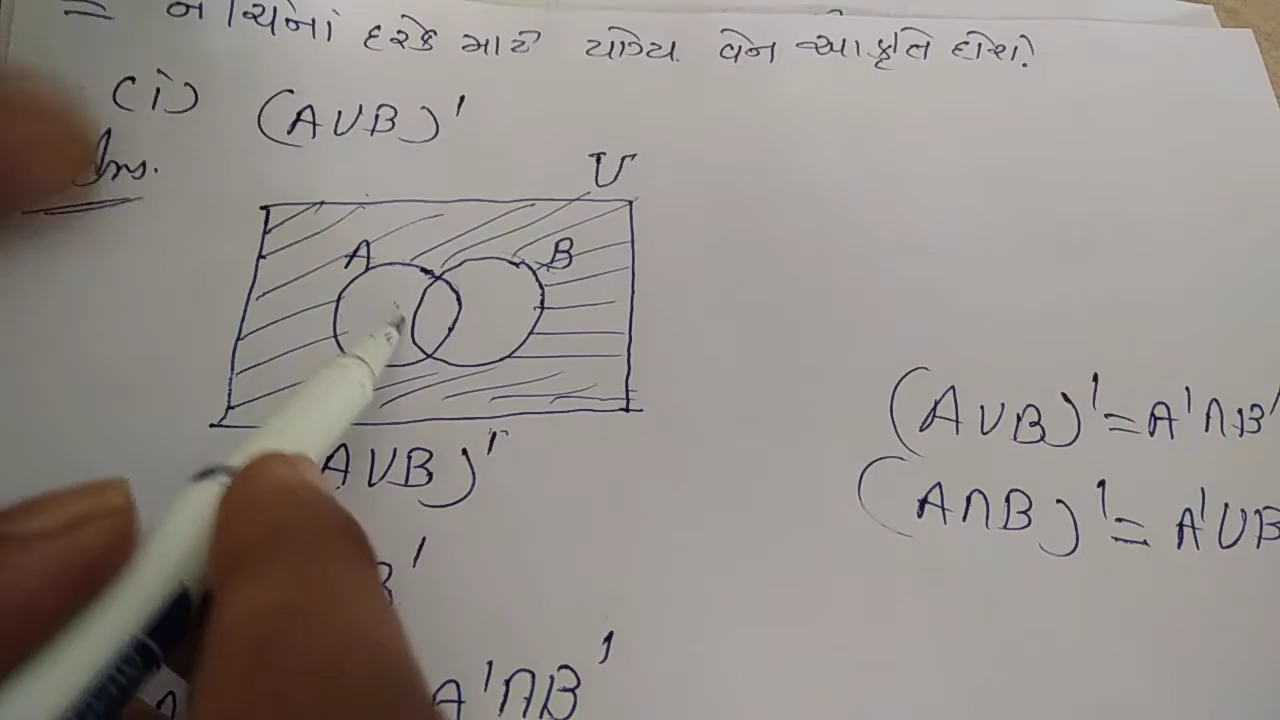 = નીચેનાં દરેક માટે યોગ્ય વેન આકૃતિ દોરો.
(i) (A∪B)'
Ans.
U
A B
A∪B)'
(A∪B)' = A'∩B'
(A∩B)' = A'∪B
B'
A'∩B'